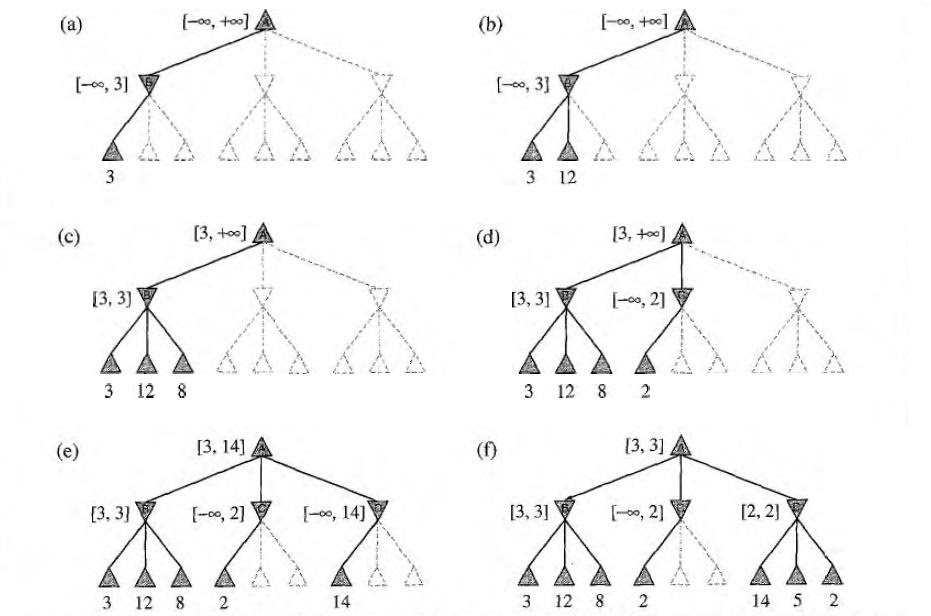 (a) [−∞, +∞] A
[−∞, 3] B
3
(b) [−∞, +∞] A
[−∞, 3]
3 12
(c) [3, +∞] A
[3, 3] B
3 12 8
(d) [3, +∞] A
[3, 3] B [−∞, 2] C
3 12 8 2
(e) [3, 14] A
[3, 3] B [−∞, 2] C [−∞, 14] D
3 12 8 2 14
(f) [3, 3] A
[3, 3] B [−∞, 2] C [2, 2] D
3 12 8 2 14 5 2